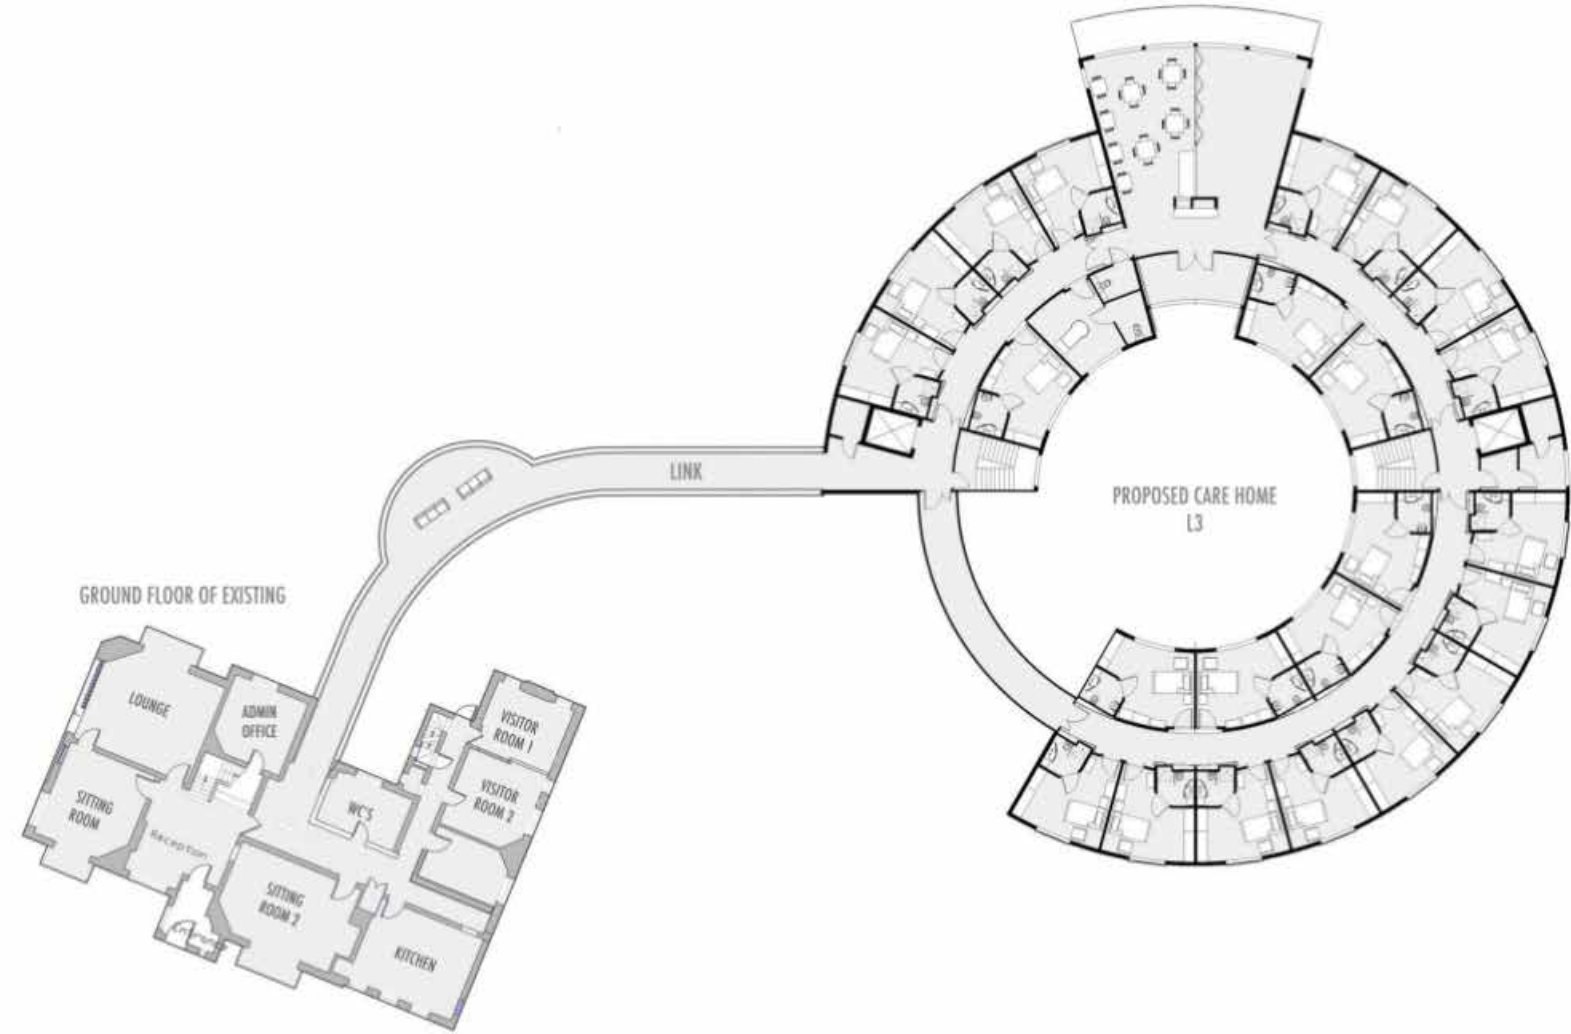 LINK
PROPOSED CARE HOME
L3
GROUND FLOOR OF EXISTING
LOUNGE
ADMIN
OFFICE
VISITOR
ROOM 1
SITTING
ROOM
WC'S
VISITOR
ROOM 2
Reception
SITTING
ROOM 2
Entrance
KITCHEN